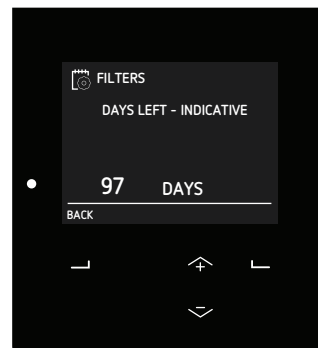 FILTERS
DAYS LEFT - INDICATIVE
97 DAYS
BACK